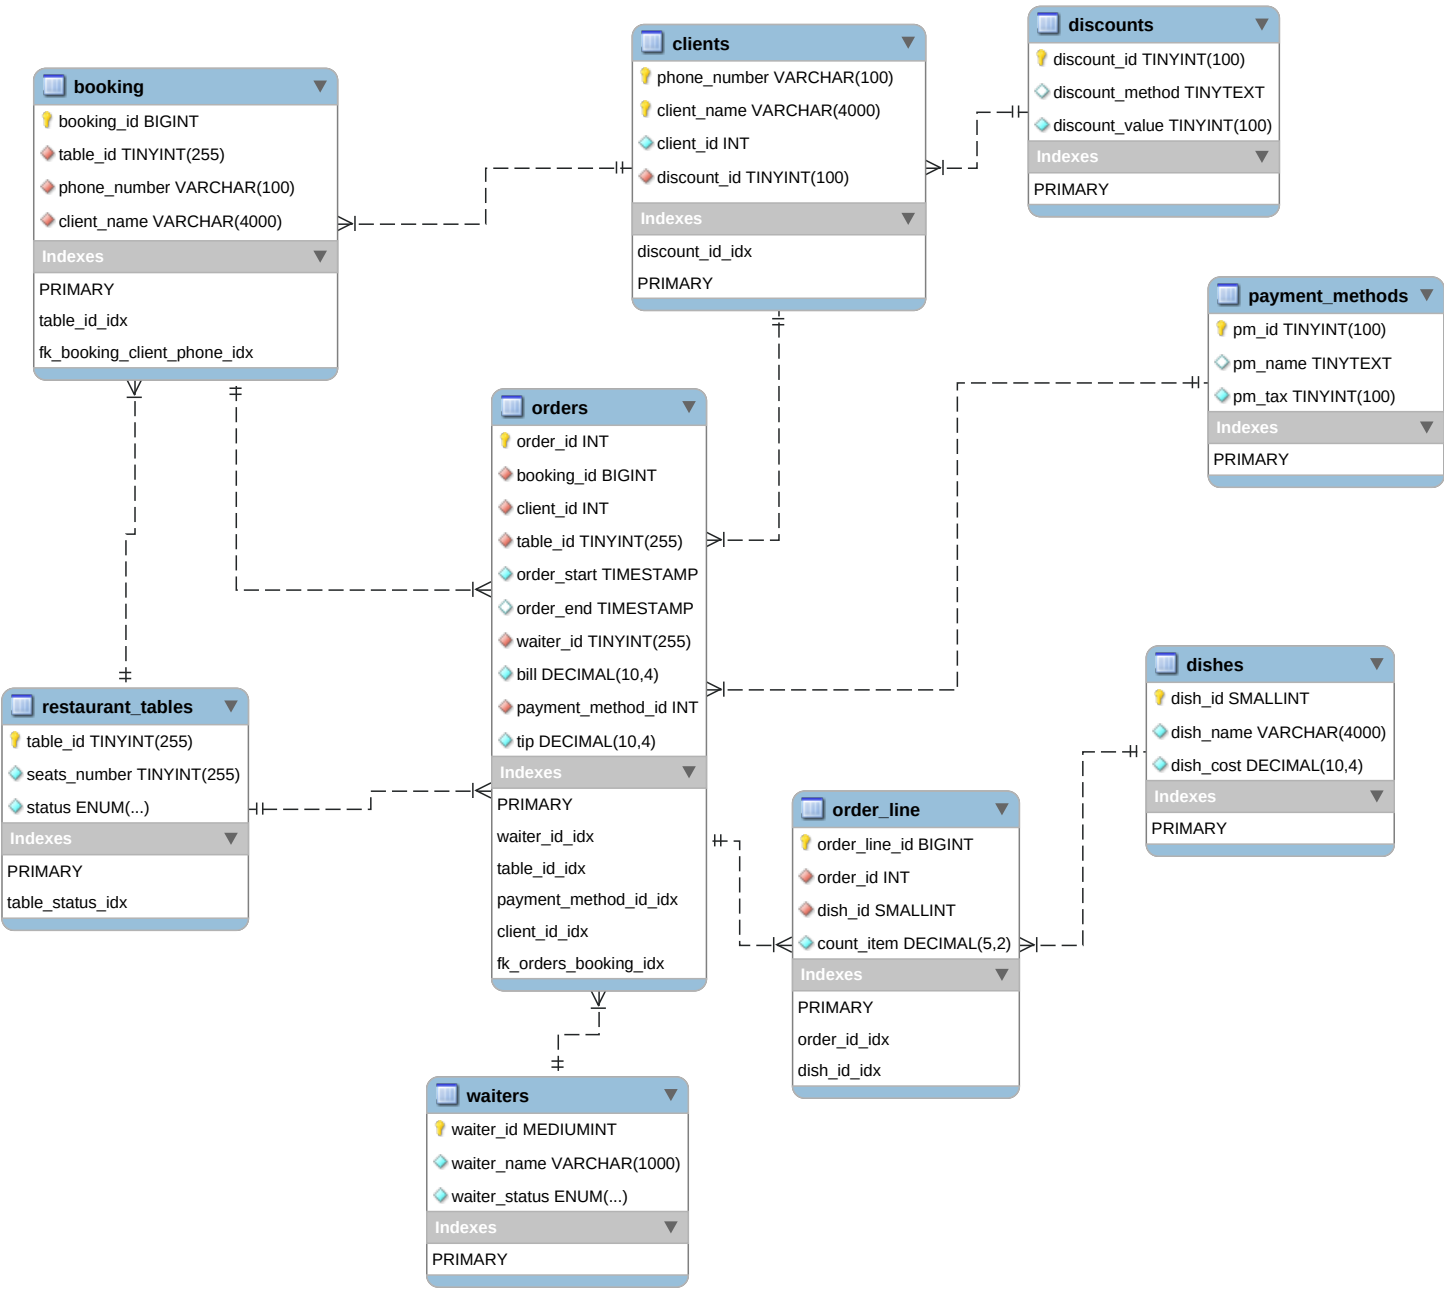 booking
booking_id BIGINT
table_id TINYINT(255)
phone_number VARCHAR(100)
client_name VARCHAR(4000)
Indexes
PRIMARY
table_id_idx
fk_booking_client_phone_idx
clients
phone_number VARCHAR(100)
client_name VARCHAR(4000)
client_id INT
discount_id TINYINT(100)
Indexes
discount_id_idx
PRIMARY
discounts
discount_id TINYINT(100)
discount_method TINYTEXT
discount_value TINYINT(100)
Indexes
PRIMARY
payment_methods
pm_id TINYINT(100)
pm_name TINYTEXT
pm_tax TINYINT(100)
Indexes
PRIMARY
orders
order_id INT
booking_id BIGINT
client_id INT
table_id TINYINT(255)
order_start TIMESTAMP
order_end TIMESTAMP
waiter_id TINYINT(255)
bill DECIMAL(10,4)
payment_method_id INT
tip DECIMAL(10,4)
Indexes
PRIMARY
waiter_id_idx
table_id_idx
payment_method_id_idx
client_id_idx
fk_orders_booking_idx
restaurant_tables
table_id TINYINT(255)
seats_number TINYINT(255)
status ENUM(...)
Indexes
PRIMARY
table_status_idx
dishes
dish_id SMALLINT
dish_name VARCHAR(4000)
dish_cost DECIMAL(10,4)
Indexes
PRIMARY
order_line
order_line_id BIGINT
order_id INT
dish_id SMALLINT
count_item DECIMAL(5,2)
Indexes
PRIMARY
order_id_idx
dish_id_idx
waiters
waiter_id MEDIUMINT
waiter_name VARCHAR(1000)
waiter_status ENUM(...)
Indexes
PRIMARY